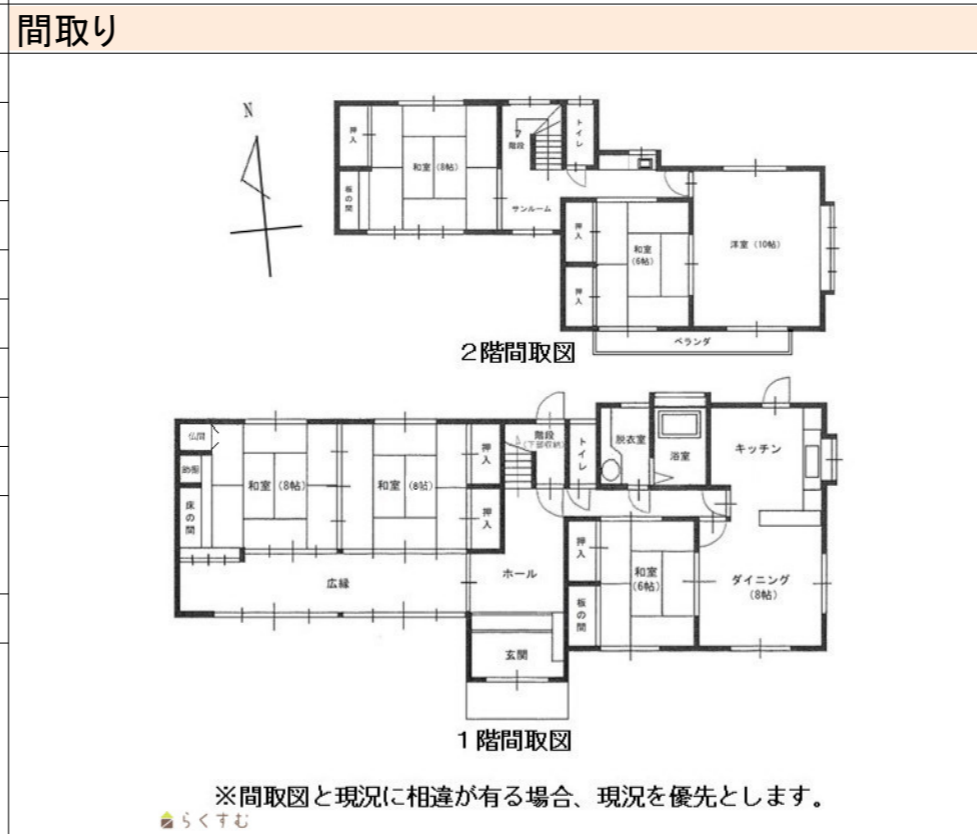 間取り
N
押入
板の間
和室 (8帖)
階段
トイレ
サンルーム
押入
押入
和室
(6帖)
洋室 (10帖)
ベランダ
2階間取図
仏間
床の間
和室 (8帖)
和室 (8帖)
押入
押入
階段
(下部収納)
トイレ
脱衣室
浴室
キッチン
広縁
ホール
押入
板の間
和室
(6帖)
ダイニング
(8帖)
玄関
1階間取図
※間取図と現況に相違が有る場合、現況を優先とします。
らくすむ